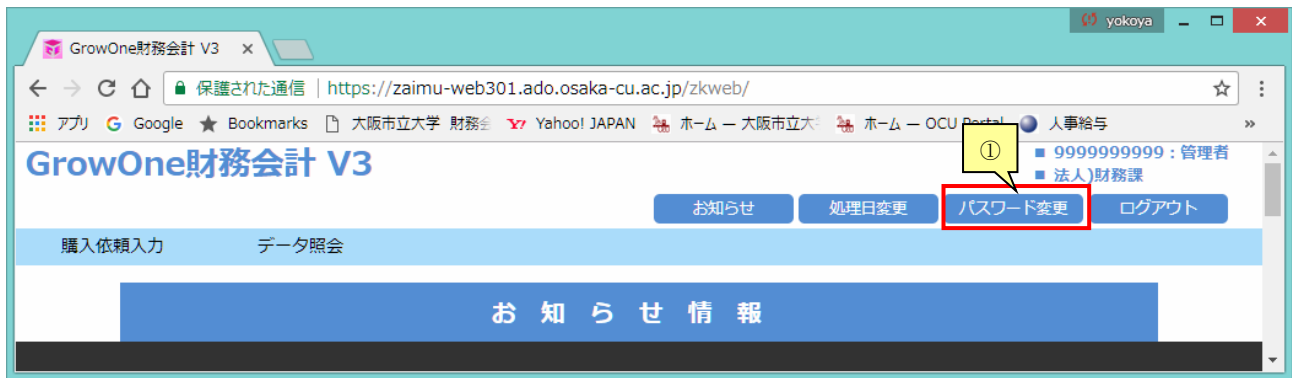 yokoya
GrowOne財務会計 V3
保護された通信 https://zaimu-web301.ado.osaka-cu.ac.jp/zkweb/
アプリ Google Bookmarks 大阪市立大学 財務会 Yahoo! JAPAN ホーム — 大阪市立大 ホーム — OCU Portal 人事給与 »
GrowOne財務会計 V3
①
■ 9999999999:管理者
■ 法人)財務課
お知らせ 処理日変更 パスワード変更 ログアウト
購入依頼入力 データ照会
お知らせ情報